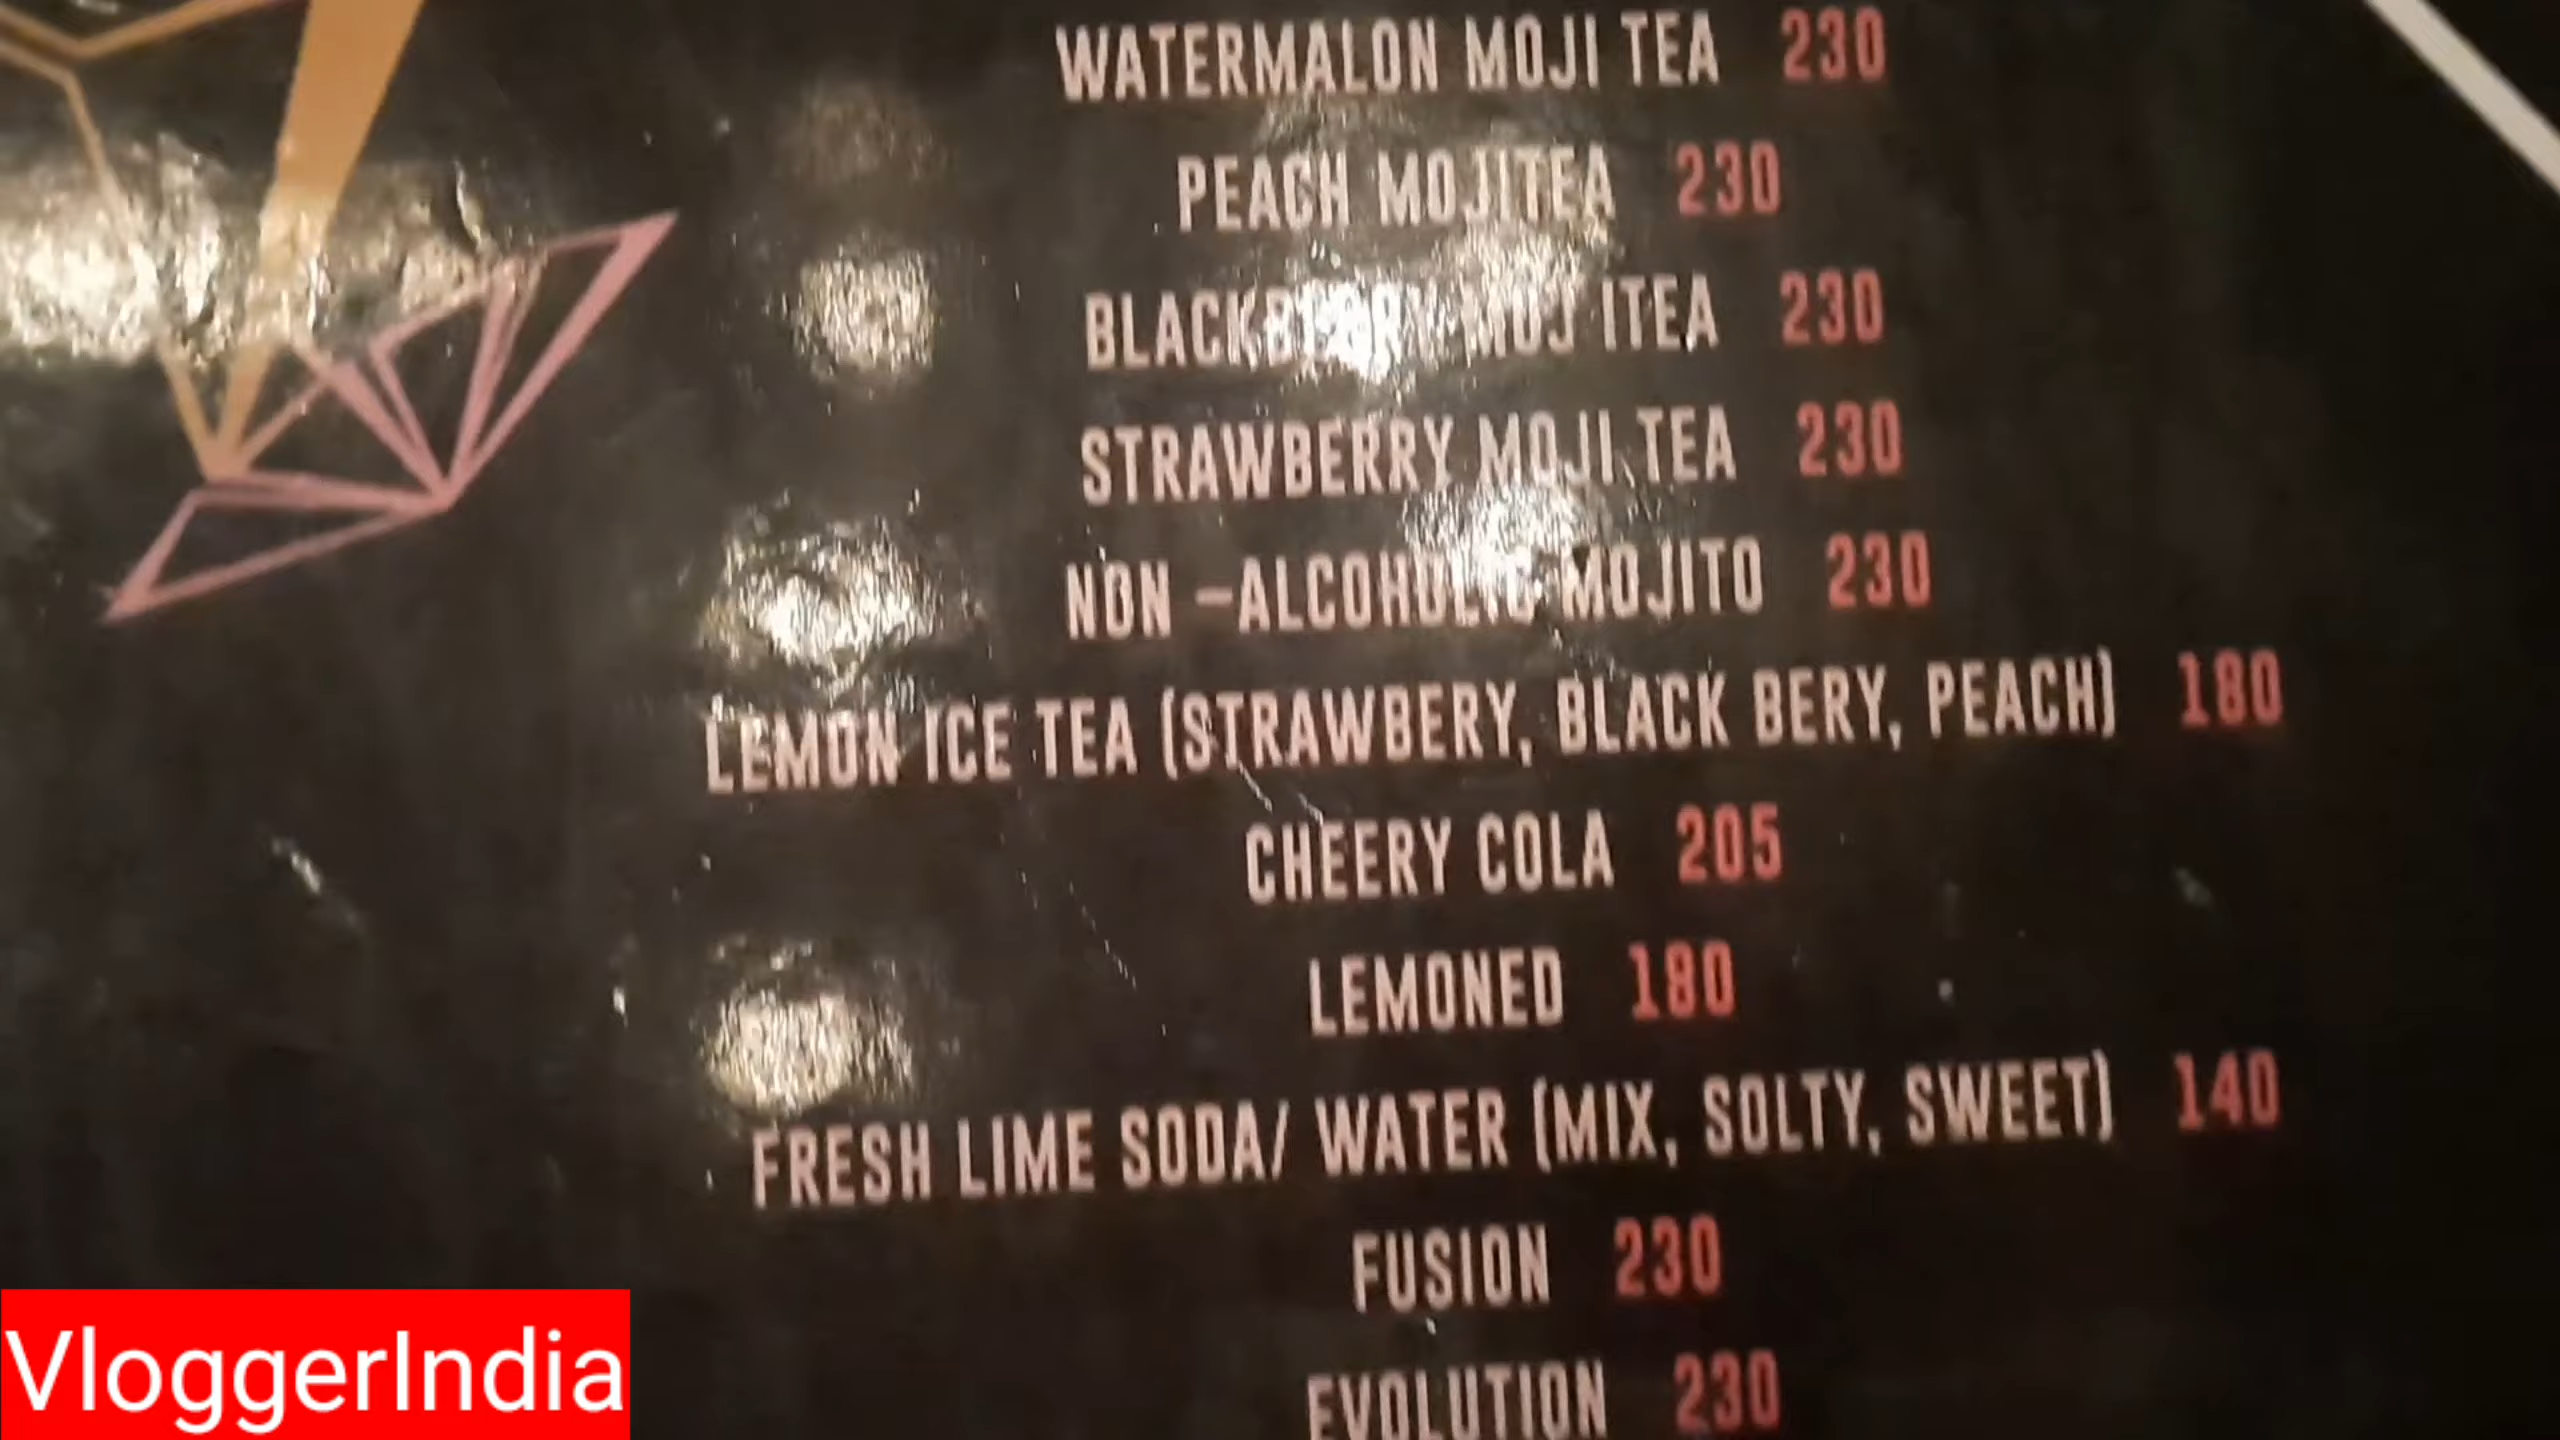 WATERMALON MOJI TEA 230
PEACH MOJITEA 230
BLACKBERRY MOJ ITEA 230
STRAWBERRY MOJI TEA 230
NON -ALCOHOLIC MOJITO 230
LEMON ICE TEA (STRAWBERY, BLACK BERY, PEACH) 180
CHEERY COLA 205
LEMONED 180
FRESH LIME SODA/ WATER (MIX, SOLTY, SWEET) 140
FUSION 230
EVOLUTION 230
VloggerIndia